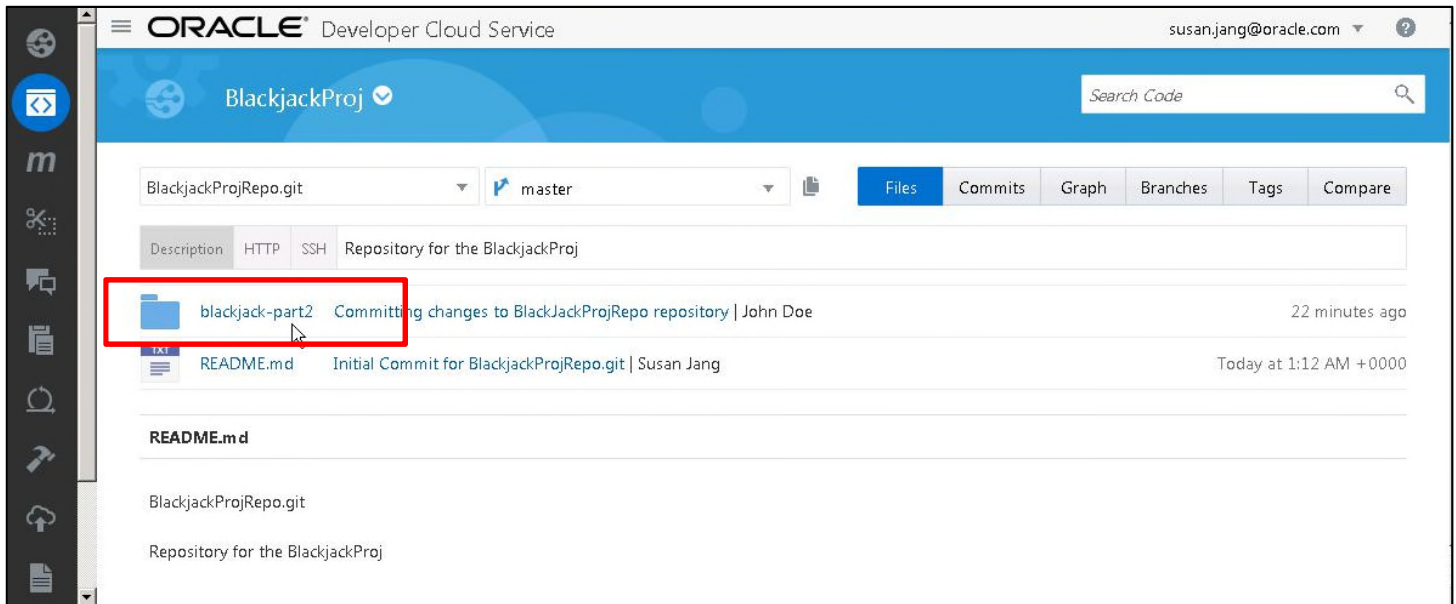 ORACLE® Developer Cloud Service
susan.jang@oracle.com
?
BlackjackProj
Search Code
m
BlackjackProjRepo.git
master
Files Commits Graph Branches Tags Compare
Description HTTP SSH Repository for the BlackjackProj
blackjack-part2 Committing changes to BlackJackProjRepo repository | John Doe 22 minutes ago
TXT
README.md Initial Commit for BlackjackProjRepo.git | Susan Jang Today at 1:12 AM +0000
README.md
BlackjackProjRepo.git
Repository for the BlackjackProj